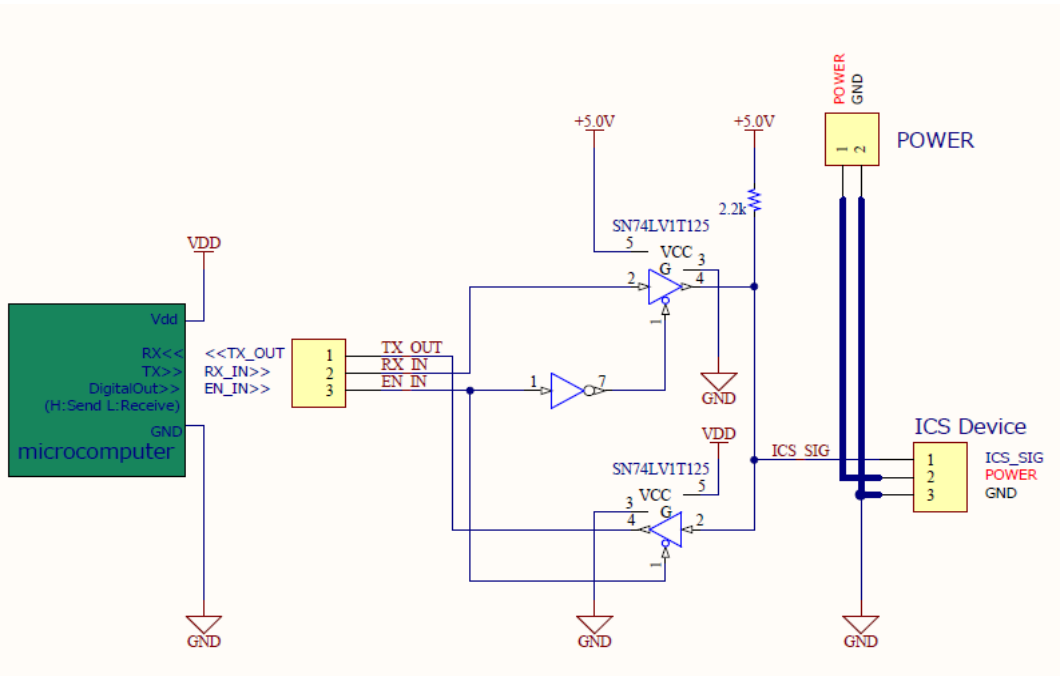 POWER
GND
POWER
1
2
+5.0V
+5.0V
2.2k
SN74LV1T125
5
VCC
G
3
2
4
1
VDD
Vdd
RX<<
TX>>
DigitalOut>>
(H:Send L:Receive)
GND
microcomputer
<<TX_OUT
RX_IN>>
EN_IN>>
1
2
3
TX_OUT
RX_IN
EN_IN
1
7
GND
VDD
SN74LV1T125
5
3
VCC
G
4
2
1
ICS_SIG
ICS Device
1
2
3
ICS_SIG
POWER
GND
GND
GND
GND